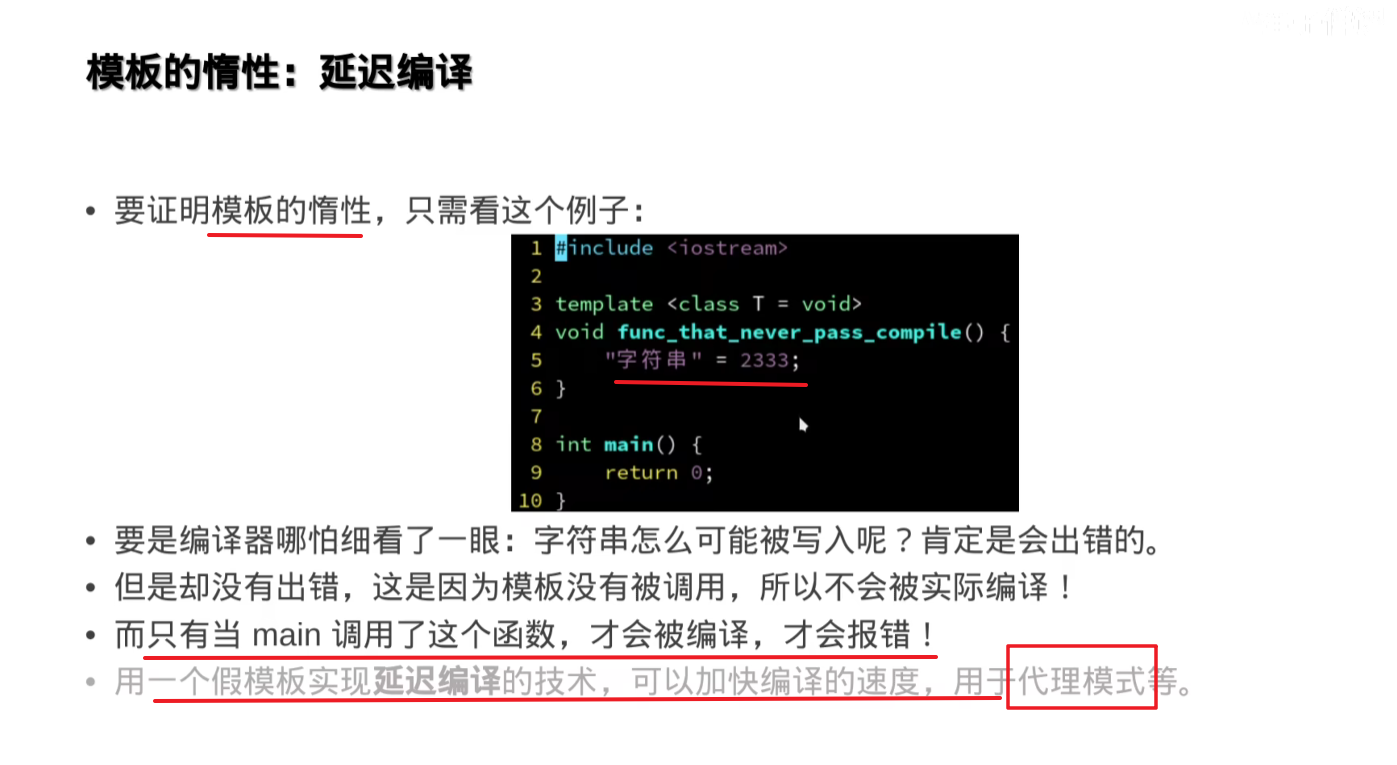 模板的惰性：延迟编译
• 要证明模板的惰性，只需看这个例子：
1 #include <iostream>
2
3 template <class T = void>
4 void func_that_never_pass_compile() {
5     "字符串" = 2333;
6 }
7
8 int main() {
9     return 0;
10 }
• 要是编译器哪怕细看了一眼：字符串怎么可能被写入呢？肯定是会出错的。
• 但是却没有出错，这是因为模板没有被调用，所以不会被实际编译！
• 而只有当 main 调用了这个函数，才会被编译，才会报错！
• 用一个假模板实现延迟编译的技术，可以加快编译的速度，用于代理模式等。